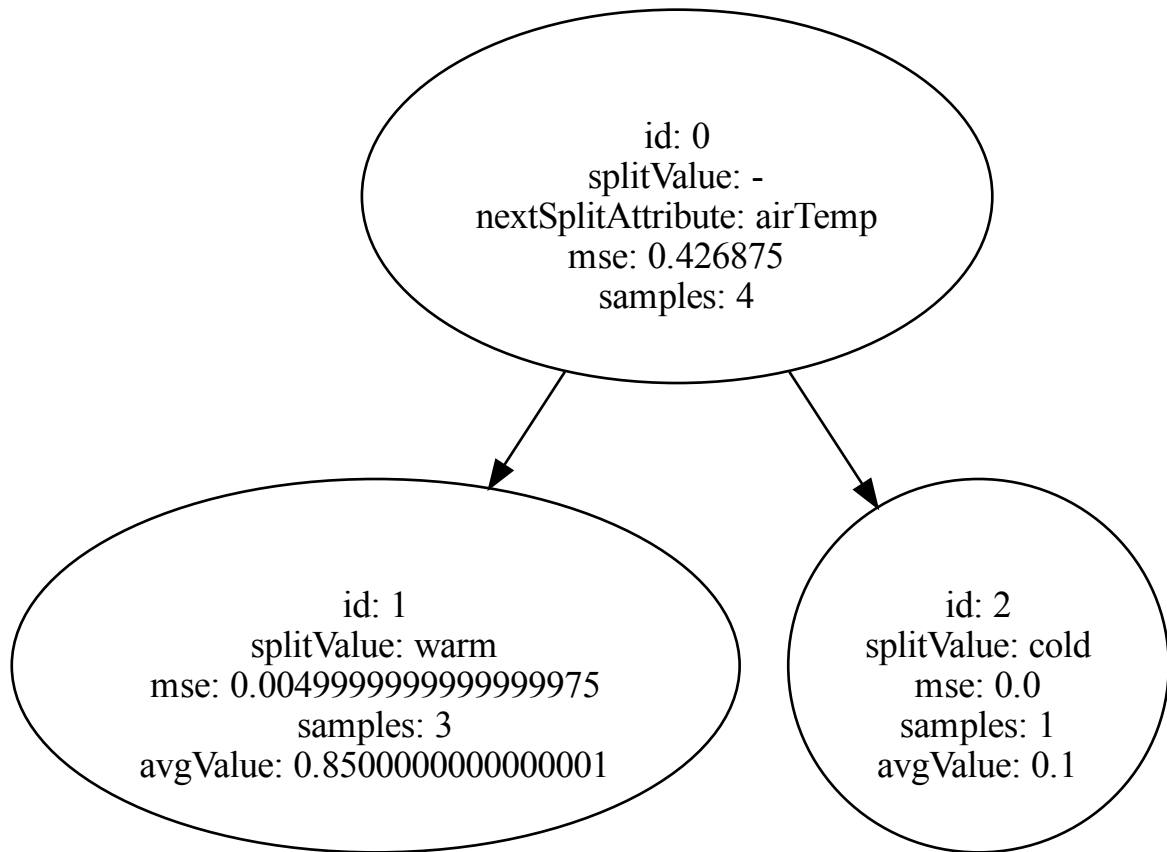 id: 0
splitValue: -
nextSplitAttribute: airTemp
mse: 0.426875
samples: 4
id: 1
splitValue: warm
mse: 0.0049999999999999975
samples: 3
avgValue: 0.8500000000000001
id: 2
splitValue: cold
mse: 0.0
samples: 1
avgValue: 0.1